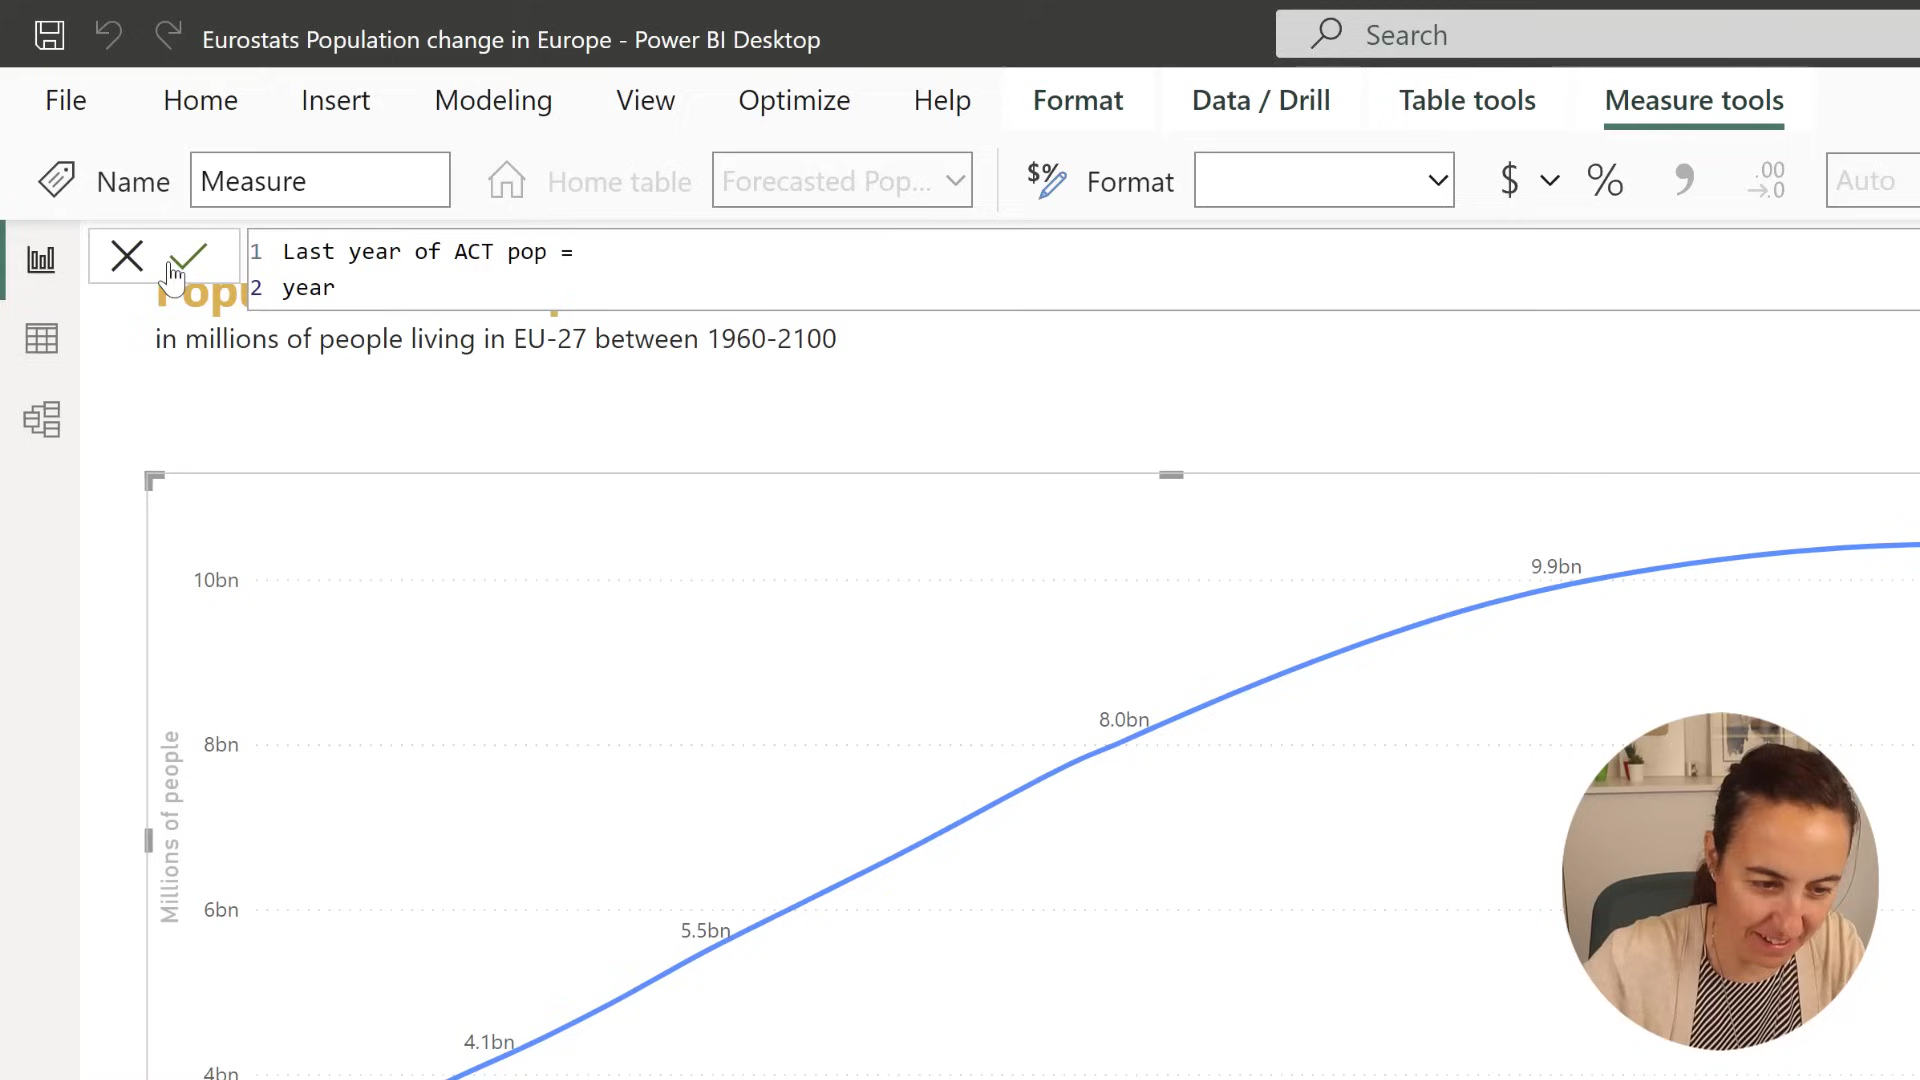 Eurostats Population change in Europe - Power BI Desktop
Search
File Home Insert Modeling View Optimize Help Format Data / Drill Table tools Measure tools
Name Measure Home table Forecasted Pop... $% Format $ % , .00 →.0 Auto
1 Last year of ACT pop =
2 year
in millions of people living in EU-27 between 1960-2100
Millions of people
10bn
8bn
6bn
4bn
9.9bn
8.0bn
5.5bn
4.1bn